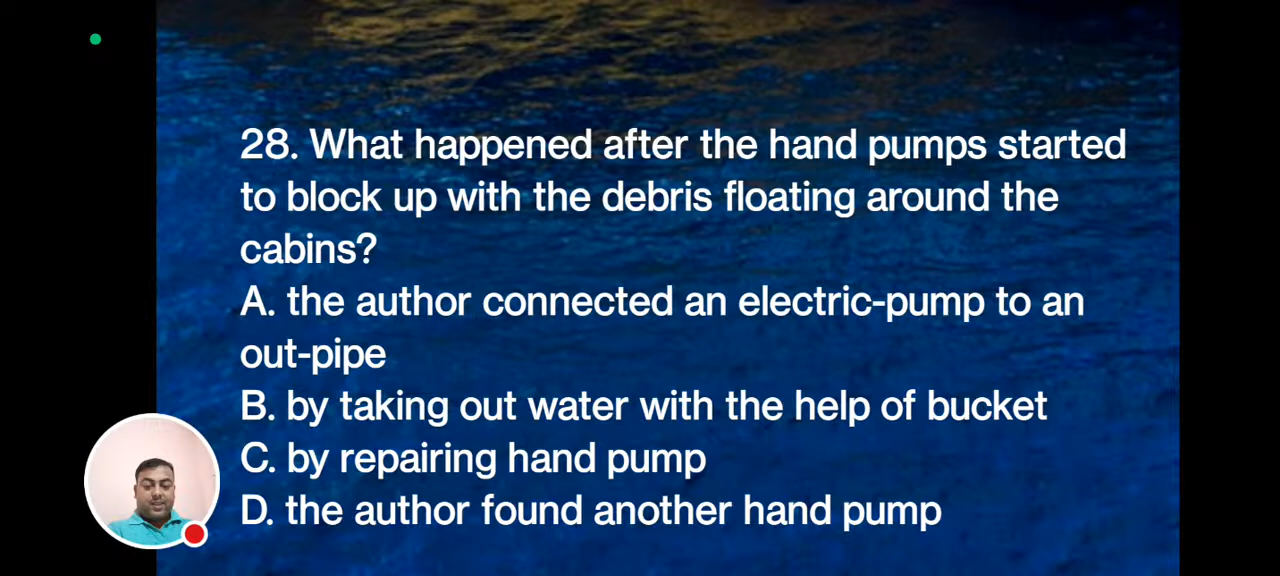 28. What happened after the hand pumps started
to block up with the debris floating around the
cabins?
A. the author connected an electric-pump to an
out-pipe
B. by taking out water with the help of bucket
C. by repairing hand pump
D. the author found another hand pump